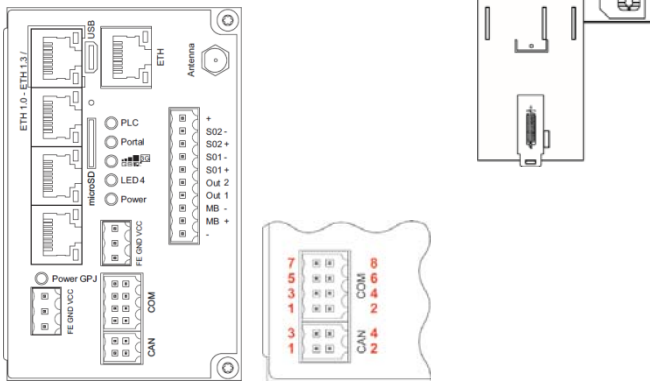 ETH 1.0 - ETH 1.3 /
USB
ETH
Antenna
PLC
Portal
3G
LED 4
Power
microSD
+
S02 -
S02 +
S01 -
S01 +
Out 2
Out 1
MB -
MB +
-
FE GND VCC
Power GPJ
FE GND VCC
COM
CAN
7 8
5 6
3 4
1 2
COM
3 4
1 2
CAN